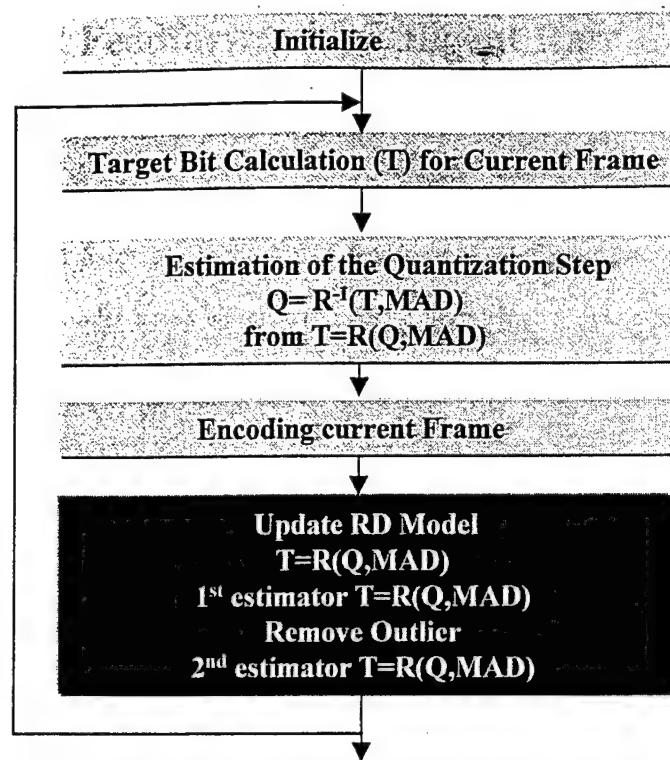 Initialize
Target Bit Calculation (T) for Current Frame
Estimation of the Quantization Step
Q= R⁻¹(T,MAD)
from T=R(Q,MAD)
Encoding current Frame
Update RD Model
T=R(Q,MAD)
1st estimator T=R(Q,MAD)
Remove Outlier
2nd estimator T=R(Q,MAD)